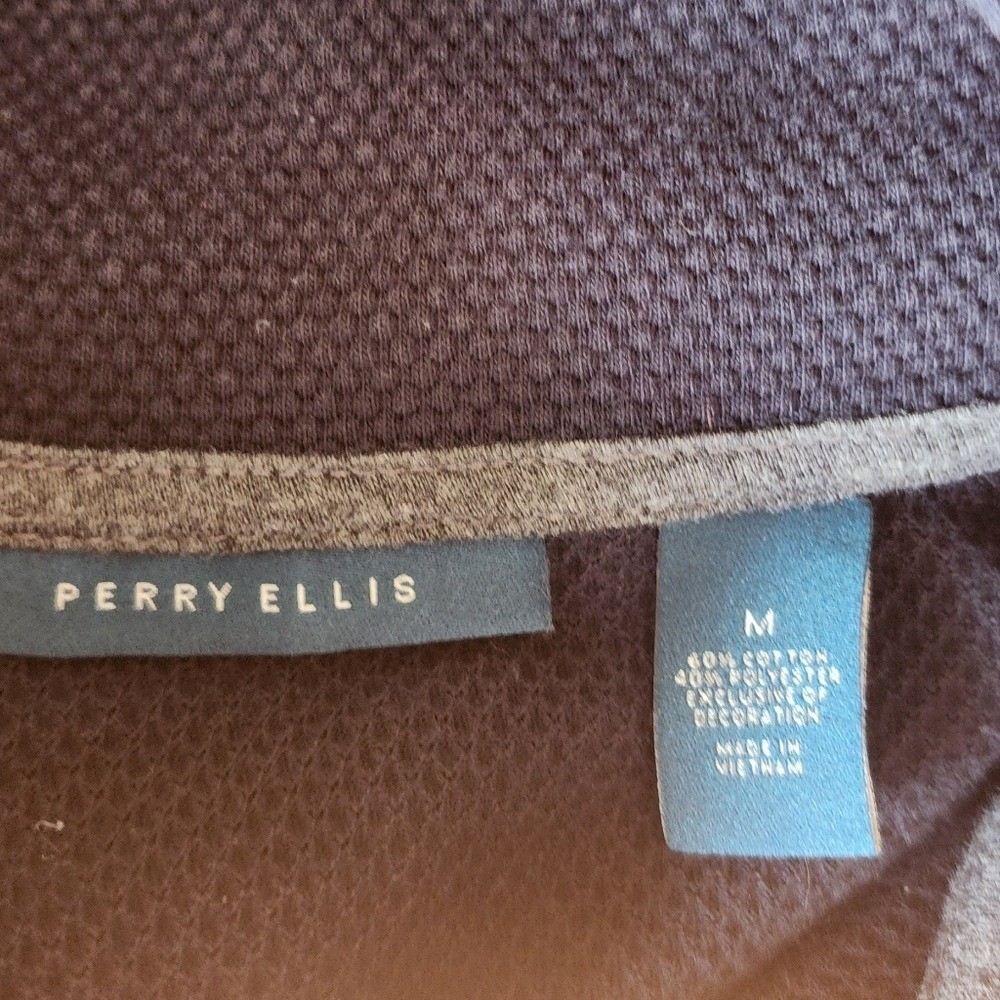 PERRY ELLIS
M
60% COTTON
40% POLYESTER
EXCLUSIVE OF
DECORATION
MADE IN
VIETNAM